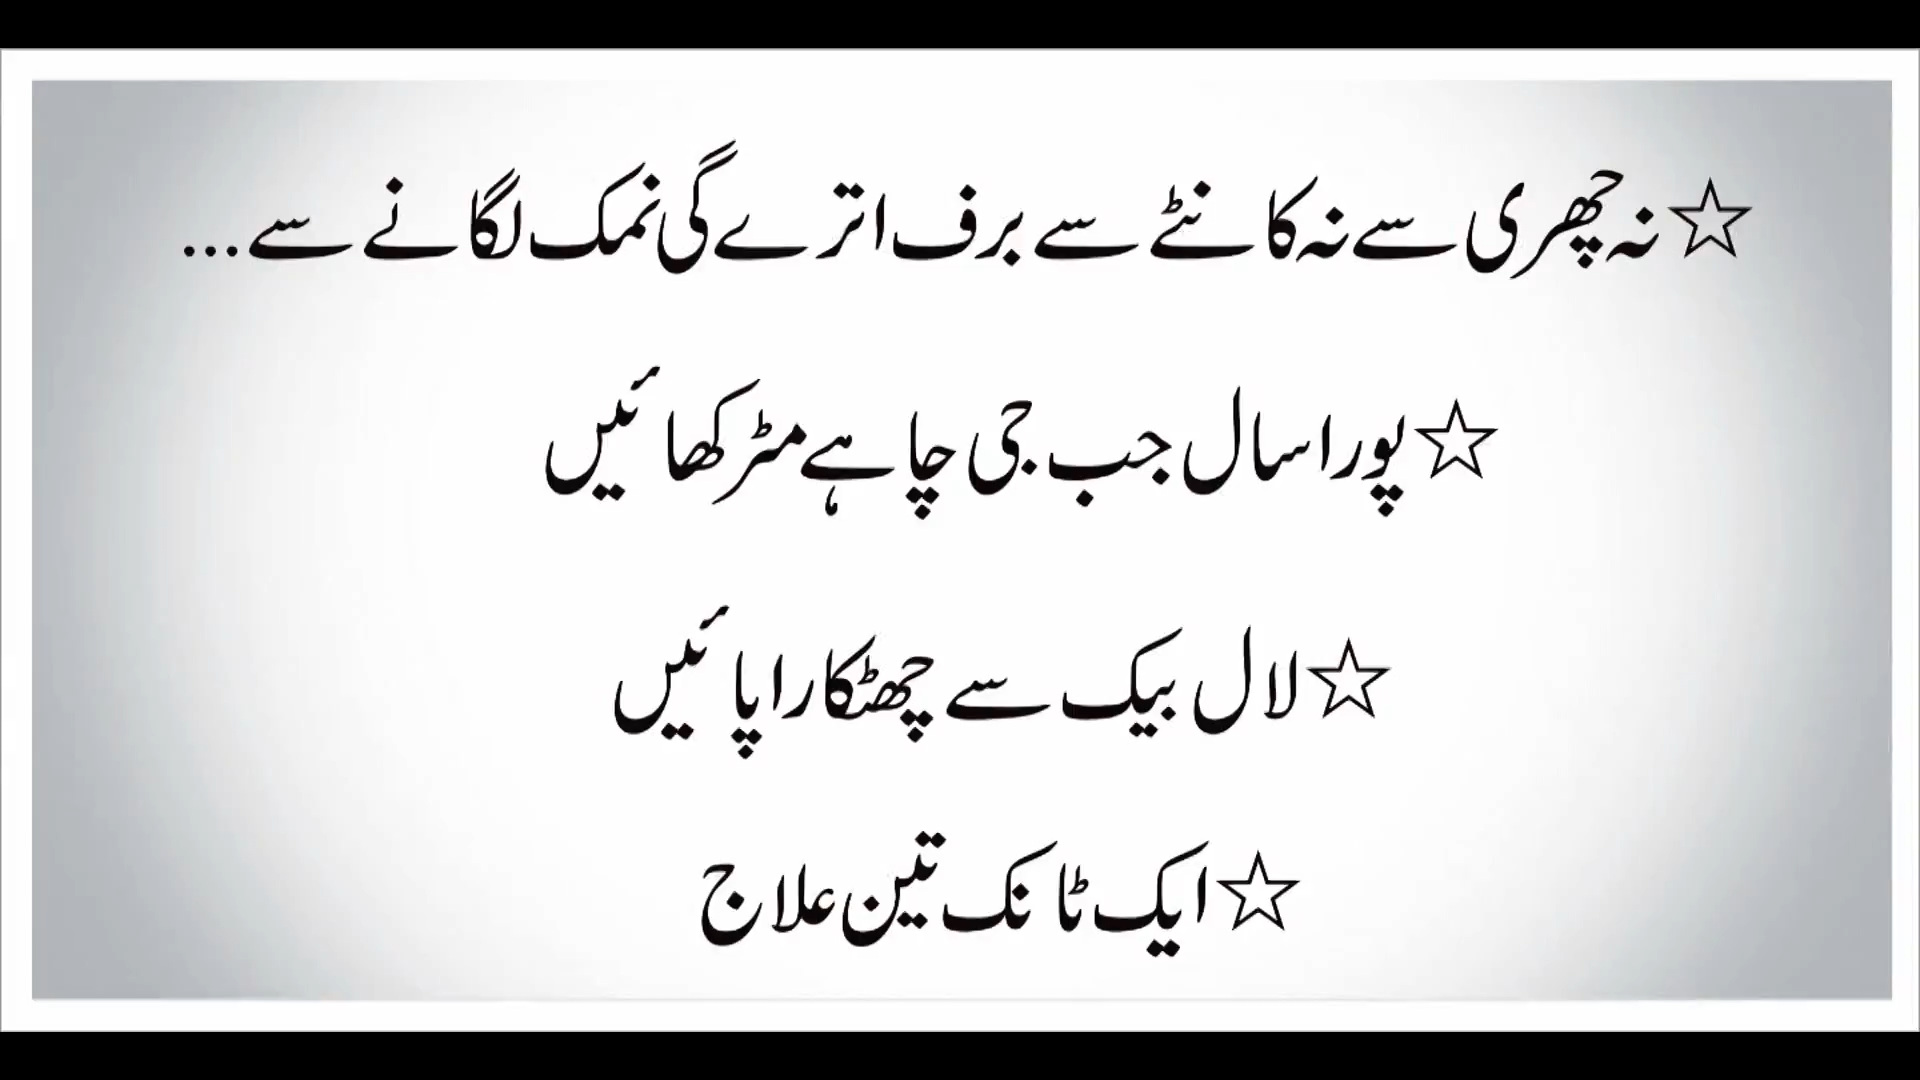 ☆نہ چھری سے نہ کانٹے سے برف اترے گی نمک لگانے سے...
☆پورا سال جب جی چاہے مٹر کھائیں
☆لال بیک سے چھٹکارا پائیں
☆ایک ٹانک تین علاج